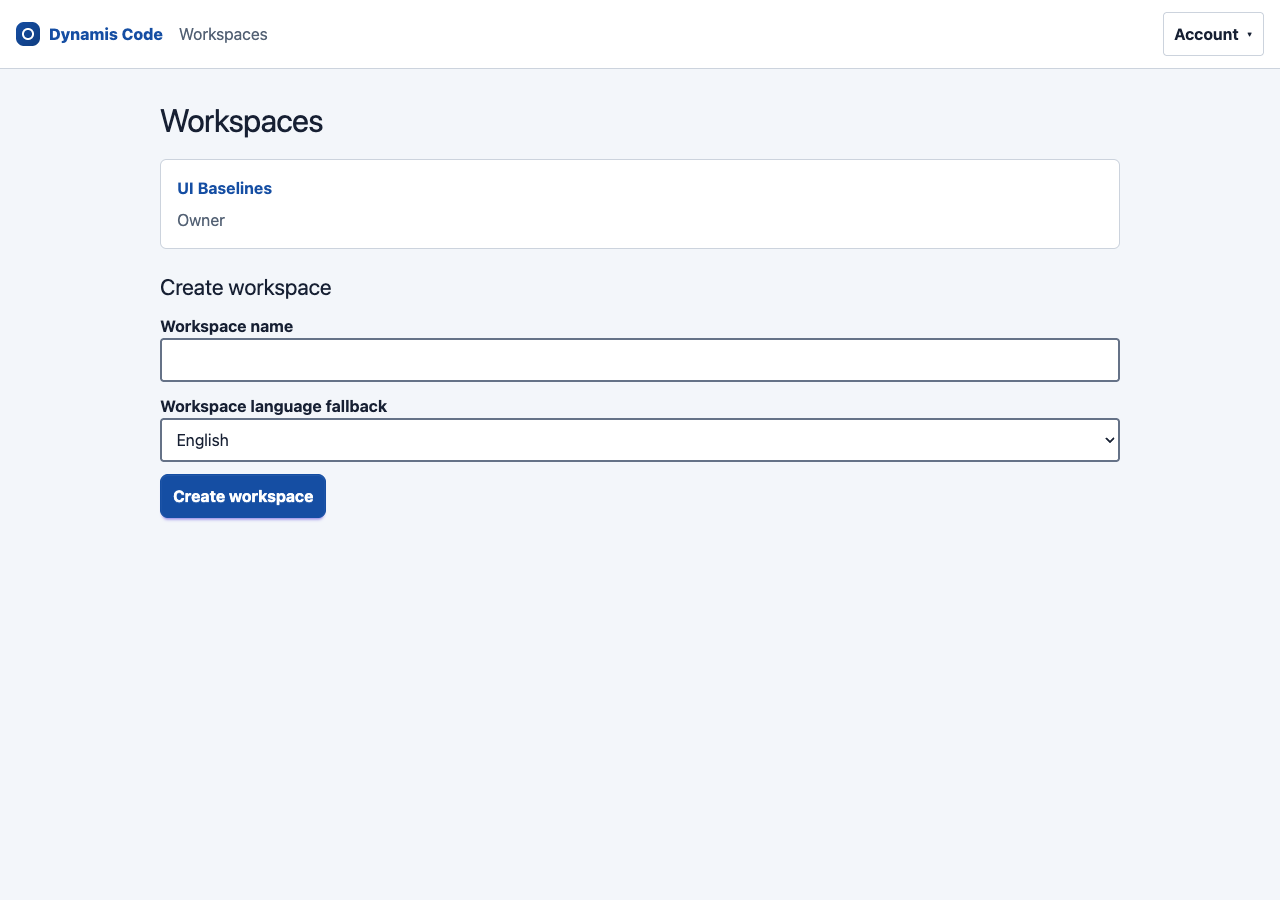 Dynamis Code Workspaces Account
Workspaces
UI Baselines
Owner
Create workspace
Workspace name
Workspace language fallback
English
Create workspace